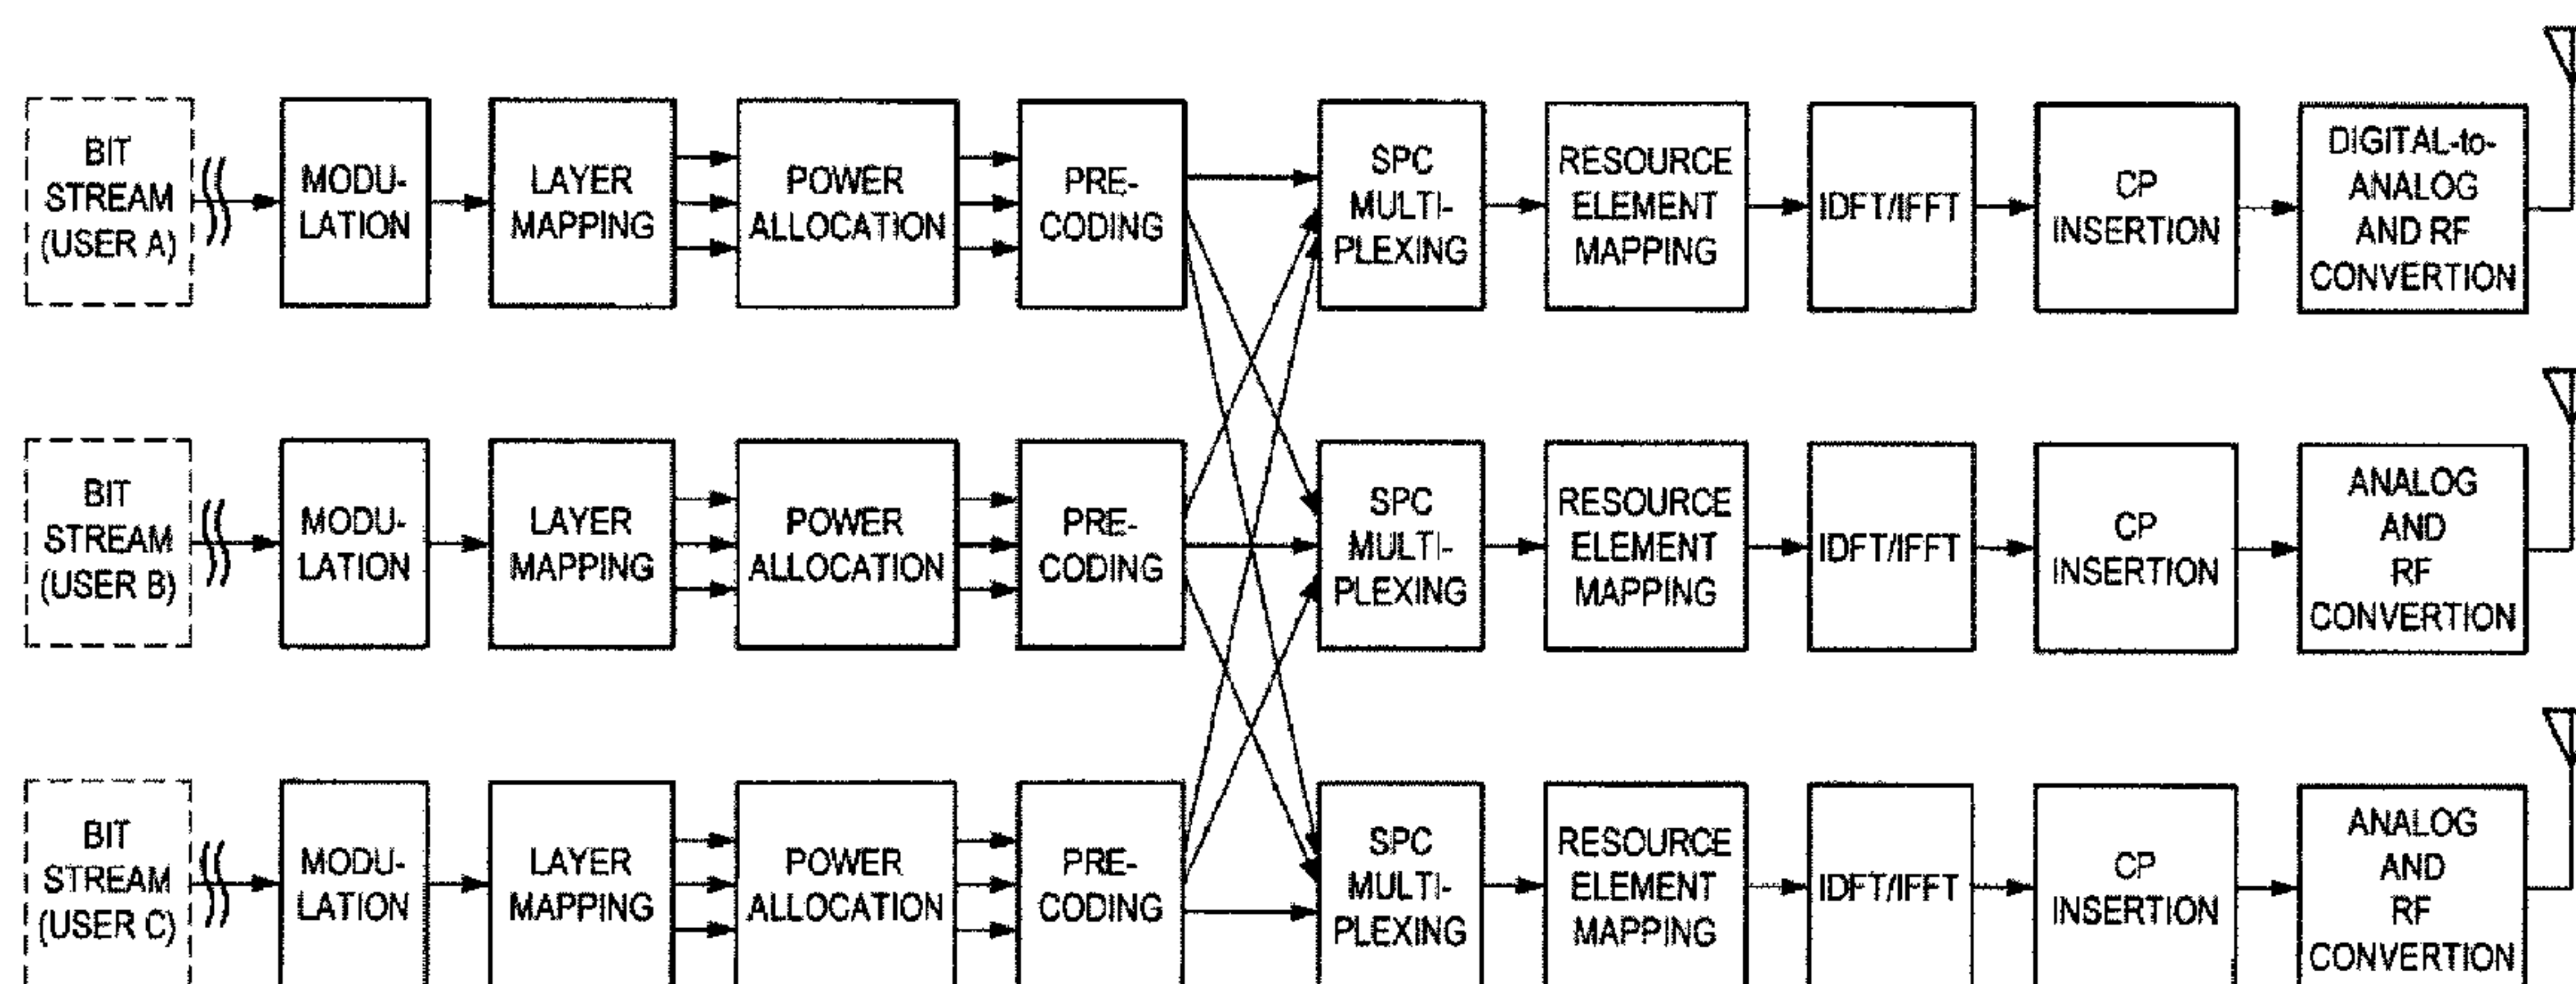 BIT
STREAM
(USER A)
MODU-
LATION
LAYER
MAPPING
POWER
ALLOCATION
PRE-
CODING
SPC
MULTI-
PLEXING
RESOURCE
ELEMENT
MAPPING
IDFT/IFFT
CP
INSERTION
DIGITAL-to-
ANALOG
AND RF
CONVERTION
BIT
STREAM
(USER B)
MODU-
LATION
LAYER
MAPPING
POWER
ALLOCATION
PRE-
CODING
SPC
MULTI-
PLEXING
RESOURCE
ELEMENT
MAPPING
IDFT/IFFT
CP
INSERTION
ANALOG
AND
RF
CONVERTION
BIT
STREAM
(USER C)
MODU-
LATION
LAYER
MAPPING
POWER
ALLOCATION
PRE-
CODING
SPC
MULTI-
PLEXING
RESOURCE
ELEMENT
MAPPING
IDFT/IFFT
CP
INSERTION
ANALOG
AND
RF
CONVERTION